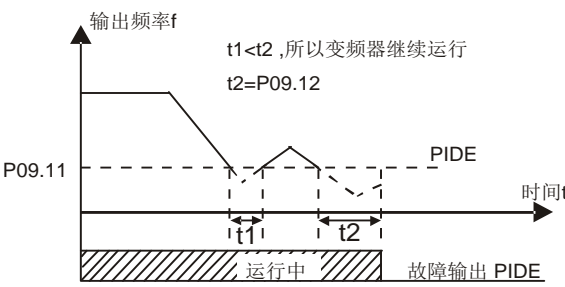 输出频率f
t1<t2 ,所以变频器继续运行
t2=P09.12
PIDE
P09.11
时间t
t1
t2
运行中
故障输出 PIDE